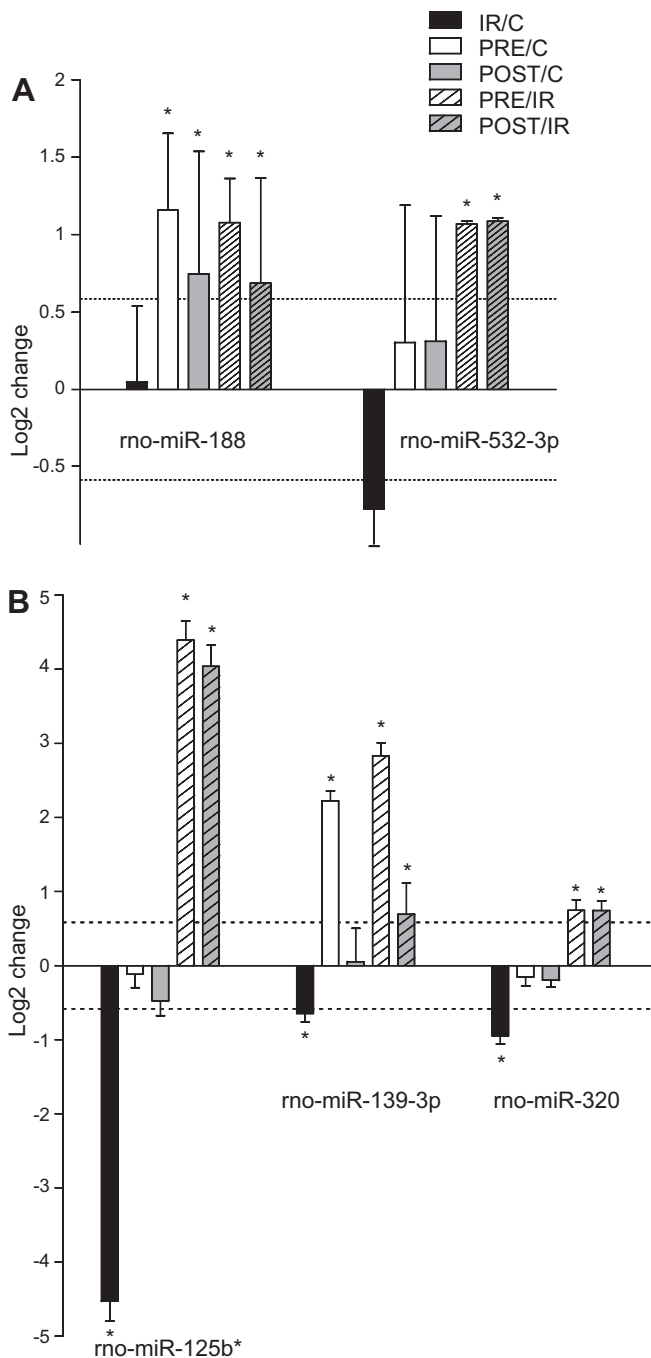 IR/C
PRE/C
POST/C
PRE/IR
POST/IR
A
2
1.5
1
0.5
0
-0.5
Log2 change
* * * *
* *
rno-miR-188
rno-miR-532-3p
B
5
4
3
2
1
0
-1
-2
-3
-4
-5
Log2 change
* *
* * *
* *
* * *
rno-miR-139-3p
rno-miR-320
rno-miR-125b*